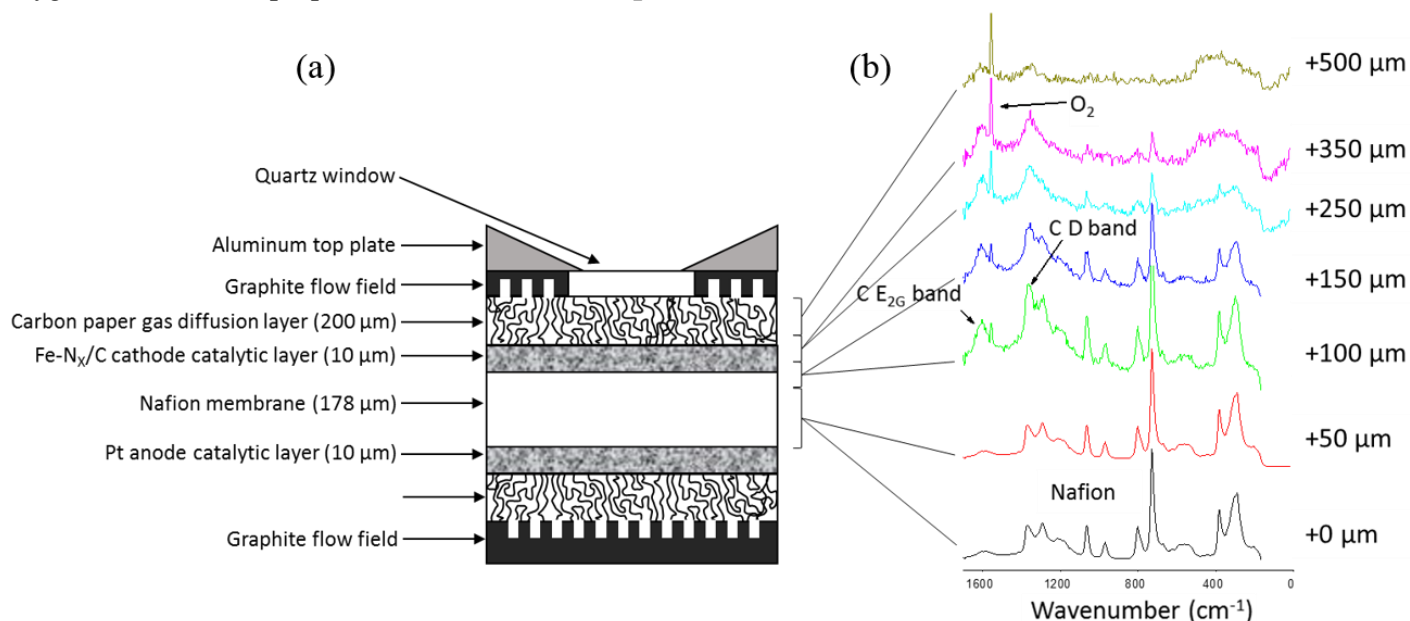 (a)
Quartz window
Aluminum top plate
Graphite flow field
Carbon paper gas diffusion layer (200 µm)
Fe-Nₓ/C cathode catalytic layer (10 µm)
Nafion membrane (178 µm)
Pt anode catalytic layer (10 µm)
Graphite flow field
(b)
+500 µm
O₂
+350 µm
+250 µm
C D band
+150 µm
C E₂G band
+100 µm
+50 µm
Nafion
+0 µm
1600 1200 800 400 0
Wavenumber (cm⁻¹)